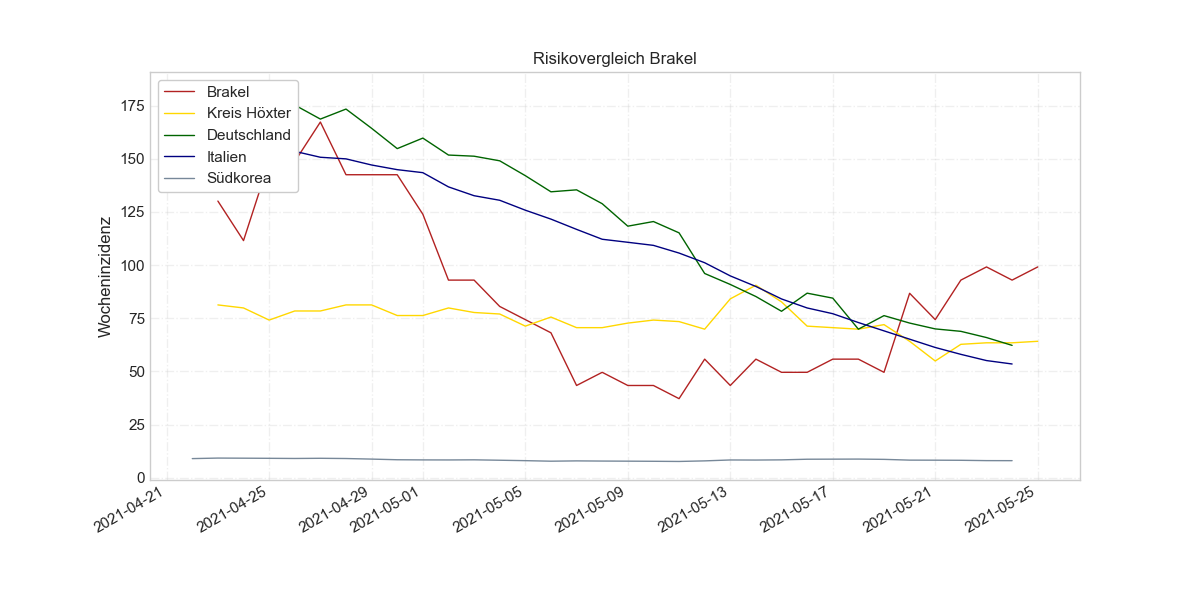 Risikovergleich Brakel
Brakel
Kreis Höxter
Deutschland
Italien
Südkorea
Wocheninzidenz
175
150
125
100
75
50
25
0
2021-04-21
2021-04-25
2021-04-29
2021-05-01
2021-05-05
2021-05-09
2021-05-13
2021-05-17
2021-05-21
2021-05-25